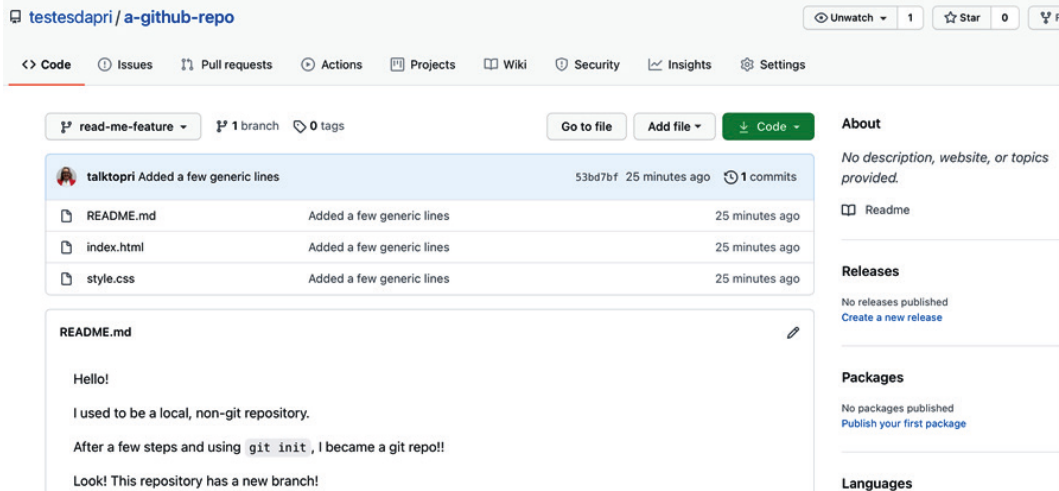 testesdapri / a-github-repo
Unwatch 1 Star 0
Code Issues Pull requests Actions Projects Wiki Security Insights Settings
read-me-feature 1 branch 0 tags Go to file Add file Code
talktopri Added a few generic lines 53bd7bf 25 minutes ago 1 commits
README.md Added a few generic lines 25 minutes ago
index.html Added a few generic lines 25 minutes ago
style.css Added a few generic lines 25 minutes ago
README.md
Hello!
I used to be a local, non-git repository.
After a few steps and using git init, I became a git repo!!
Look! This repository has a new branch!
About
No description, website, or topics
provided.
Readme
Releases
No releases published
Create a new release
Packages
No packages published
Publish your first package
Languages